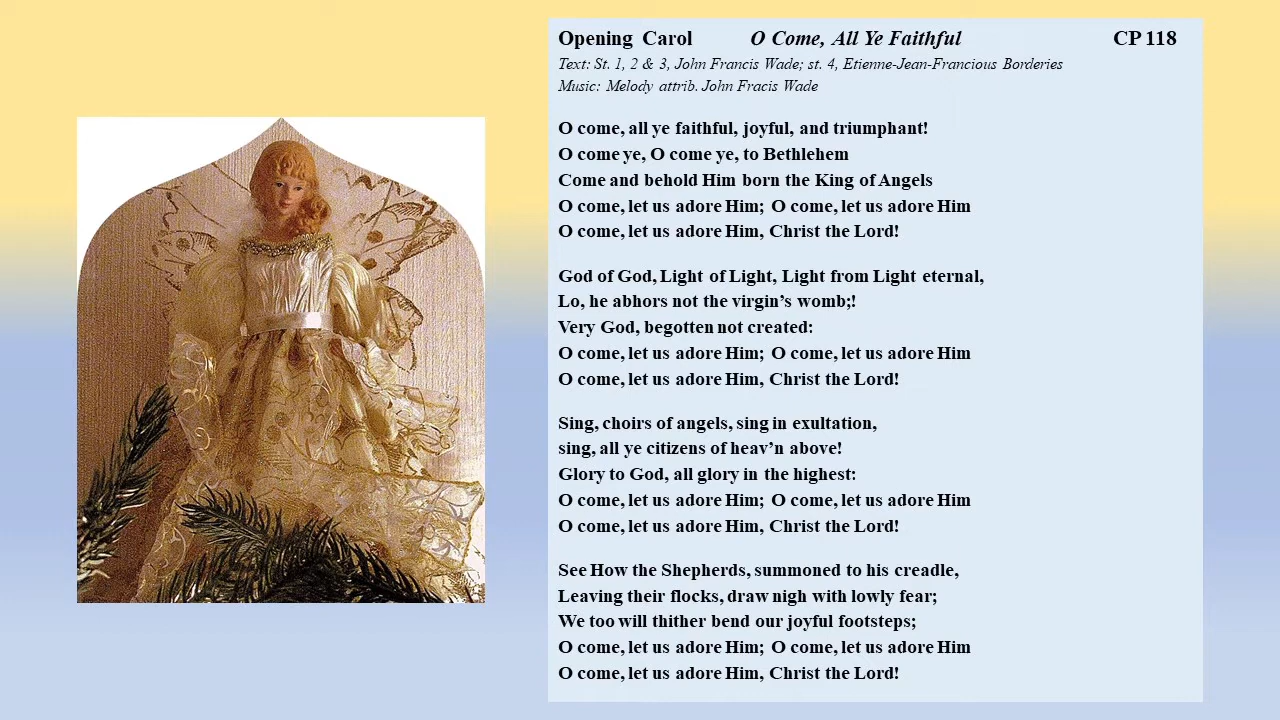 Opening Carol O Come, All Ye Faithful CP 118
Text: St. 1, 2 & 3, John Francis Wade; st. 4, Etienne-Jean-Francious Borderies
Music: Melody attrib. John Fracis Wade
O come, all ye faithful, joyful, and triumphant!
O come ye, O come ye, to Bethlehem
Come and behold Him born the King of Angels
O come, let us adore Him; O come, let us adore Him
O come, let us adore Him, Christ the Lord!
God of God, Light of Light, Light from Light eternal,
Lo, he abhors not the virgin's womb;!
Very God, begotten not created:
O come, let us adore Him; O come, let us adore Him
O come, let us adore Him, Christ the Lord!
Sing, choirs of angels, sing in exultation,
sing, all ye citizens of heav'n above!
Glory to God, all glory in the highest:
O come, let us adore Him; O come, let us adore Him
O come, let us adore Him, Christ the Lord!
See How the Shepherds, summoned to his creadle,
Leaving their flocks, draw nigh with lowly fear;
We too will thither bend our joyful footsteps;
O come, let us adore Him; O come, let us adore Him
O come, let us adore Him, Christ the Lord!